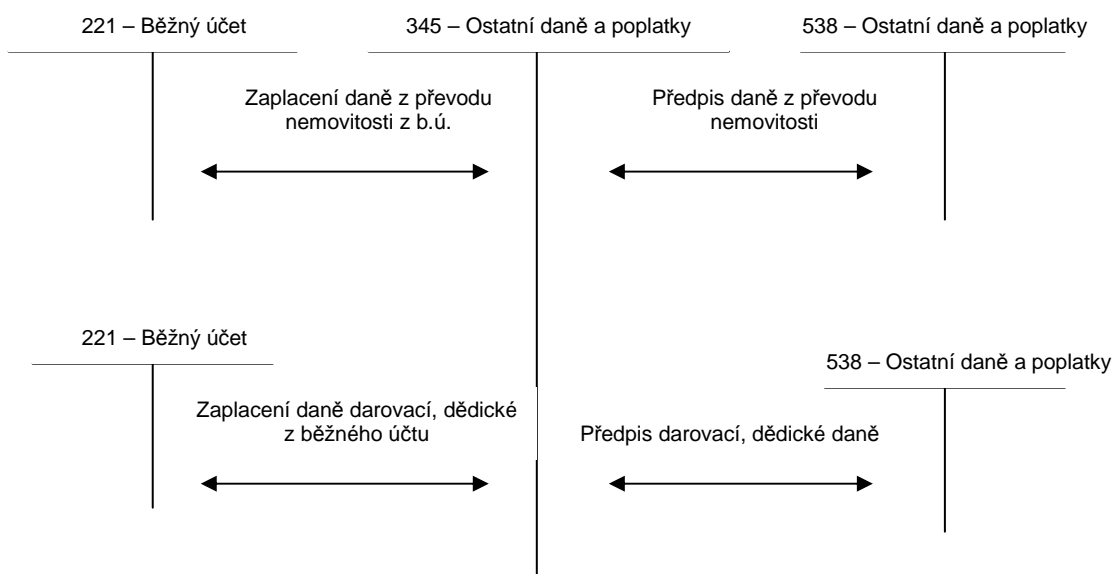 221 – Běžný účet
345 – Ostatní daně a poplatky
538 – Ostatní daně a poplatky
Zaplacení daně z převodu
nemovitosti z b.ú.
Předpis daně z převodu
nemovitosti
221 – Běžný účet
538 – Ostatní daně a poplatky
Zaplacení daně darovací, dědické
z běžného účtu
Předpis darovací, dědické daně